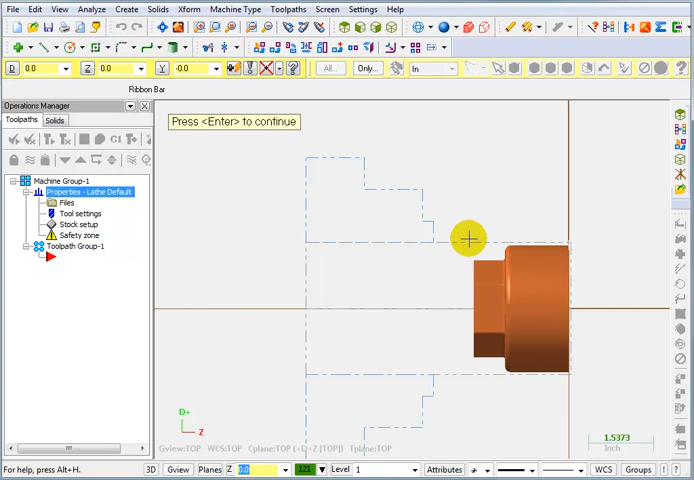 File Edit View Analyze Create Solids Xform Machine Type Toolpaths Screen Settings Help
D 0.0 Z 0.0 Y -0.0 All... Only... In
Ribbon Bar
Operations Manager
Toolpaths Solids
Press <Enter> to continue
G1
Machine Group-1
Properties - Lathe Default
Files
Tool settings
Stock setup
Safety zone
Toolpath Group-1
D+
Z
1.5373
Inch
Gview:TOP WCS:TOP Cplane:TOP (+D+Z [TOP]) Tplane:TOP
For help, press Alt+H. 3D Gview Planes Z 0.0 121 Level 1 Attributes WCS Groups ! ?